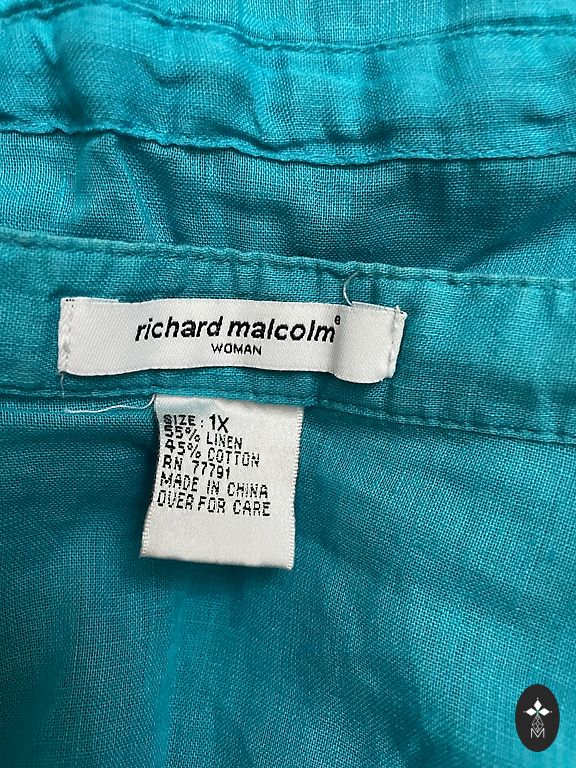 richard malcolm®
WOMAN
SIZE: 1X
55% LINEN
45% COTTON
RN 77791
MADE IN CHINA
OVER FOR CARE
M